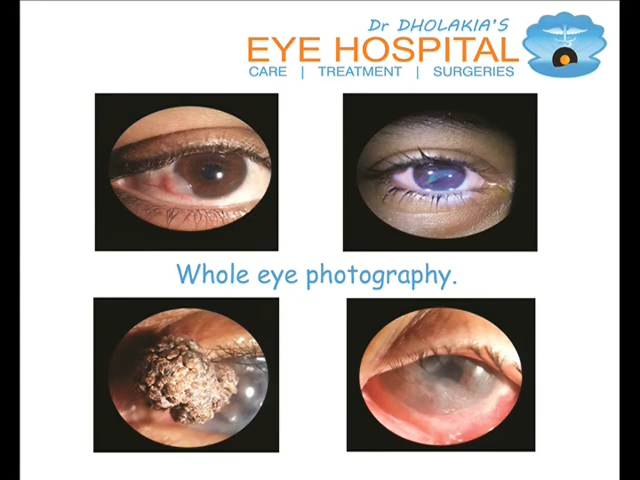 Dr DHOLAKIA'S
EYE HOSPITAL
CARE | TREATMENT | SURGERIES
Whole eye photography.